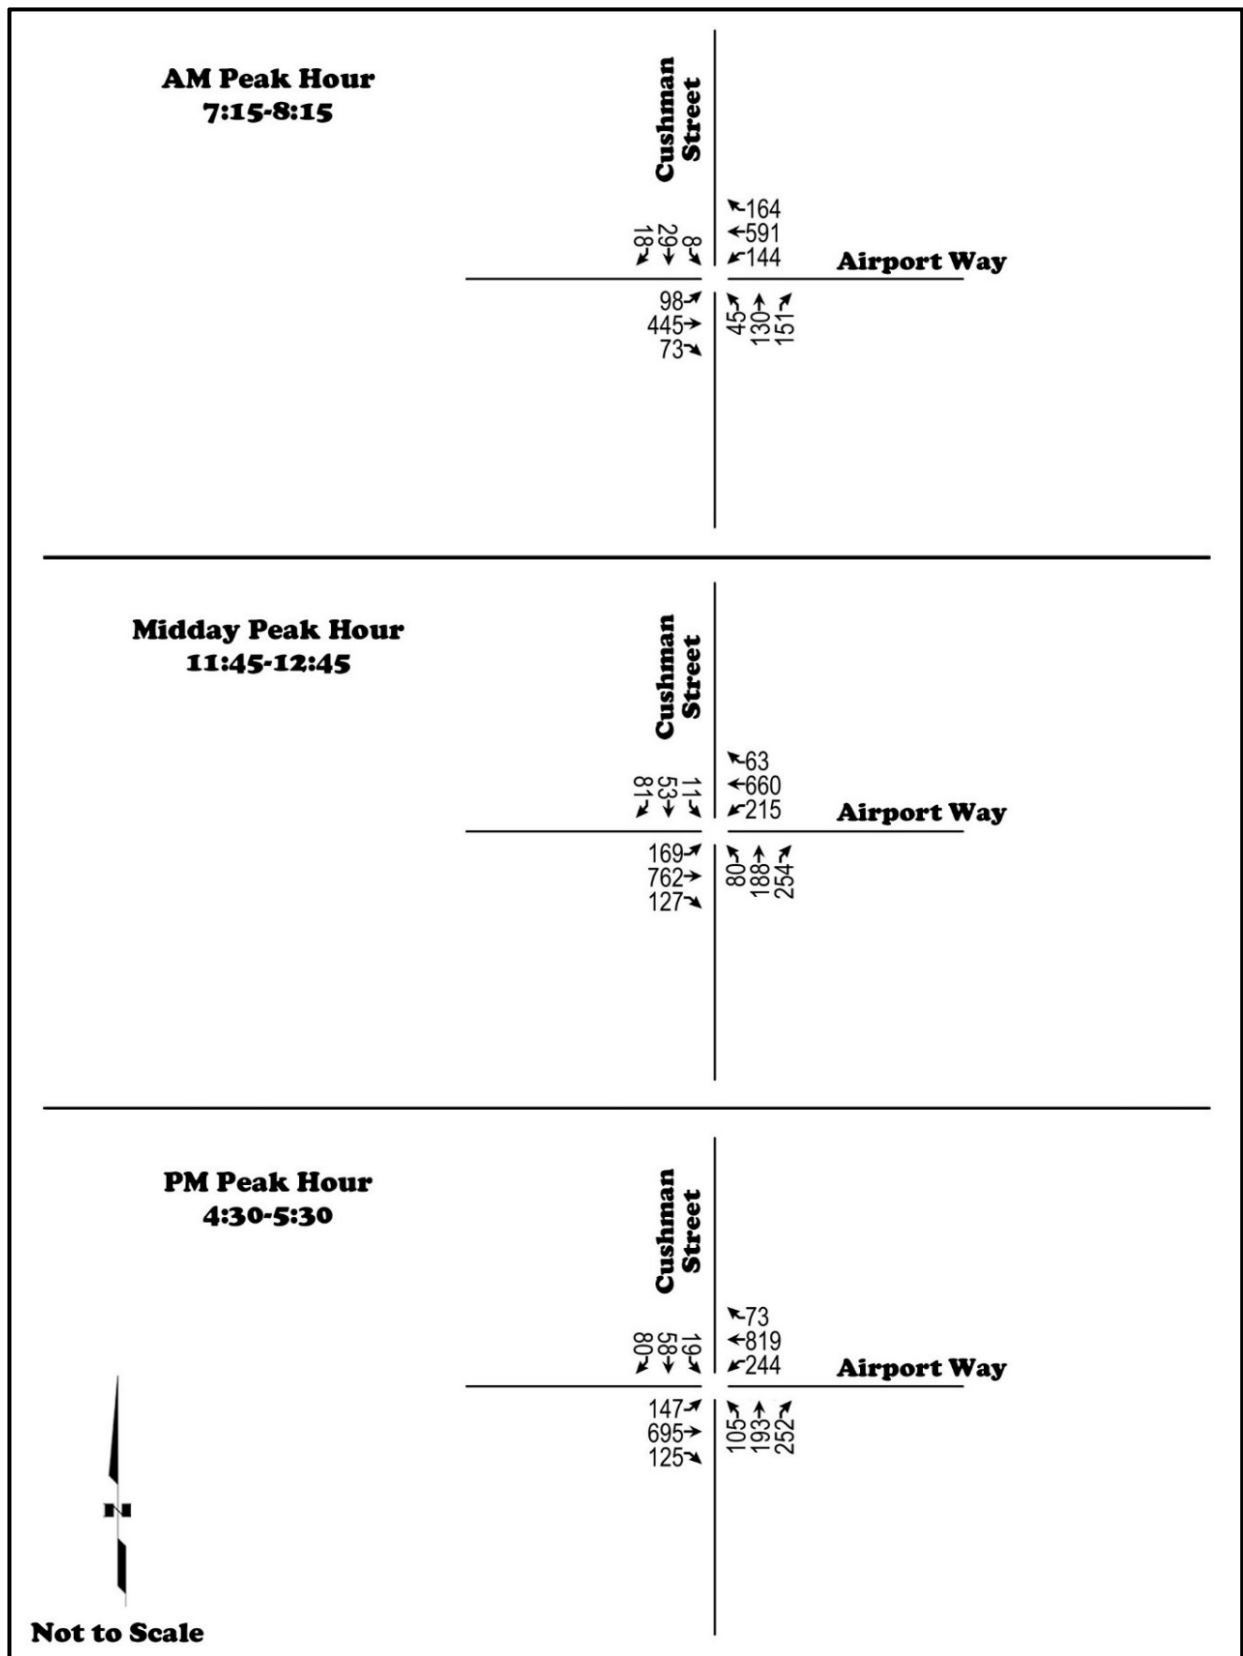 AM Peak Hour
7:15-8:15
Cushman
Street
18
29
8
164
591
144
Airport Way
98
445
73
45
130
151
Midday Peak Hour
11:45-12:45
Cushman
Street
81
53
11
63
660
215
Airport Way
169
762
127
80
188
254
PM Peak Hour
4:30-5:30
Cushman
Street
80
58
19
73
819
244
Airport Way
147
695
125
105
193
252
N
Not to Scale